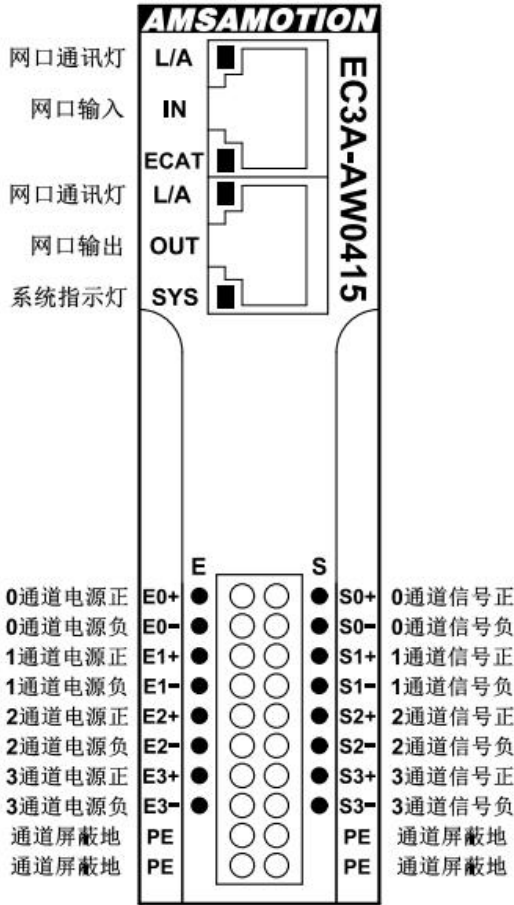 AMSAMOTION
网口通讯灯 L/A
网口输入 IN
ECAT
网口通讯灯 L/A
网口输出 OUT
系统指示灯 SYS
EC3A-AW0415
E S
0通道电源正 E0+ S0+ 0通道信号正
0通道电源负 E0- S0- 0通道信号负
1通道电源正 E1+ S1+ 1通道信号正
1通道电源负 E1- S1- 1通道信号负
2通道电源正 E2+ S2+ 2通道信号正
2通道电源负 E2- S2- 2通道信号负
3通道电源正 E3+ S3+ 3通道信号正
3通道电源负 E3- S3- 3通道信号负
通道屏蔽地 PE PE 通道屏蔽地
通道屏蔽地 PE PE 通道屏蔽地